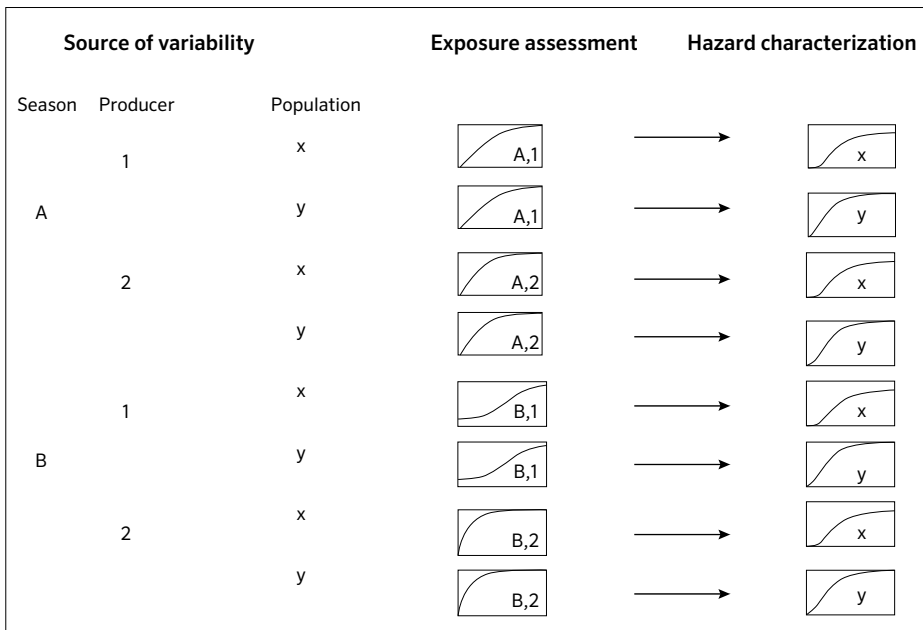 Source of variability Exposure assessment Hazard characterization
Season Producer Population
x
1 A,1 x
y
A A,1 y
x
2 A,2 x
y A,2 y
x
1 B,1 x
y
B B,1 y
x
2 B,2 x
y
B,2 y